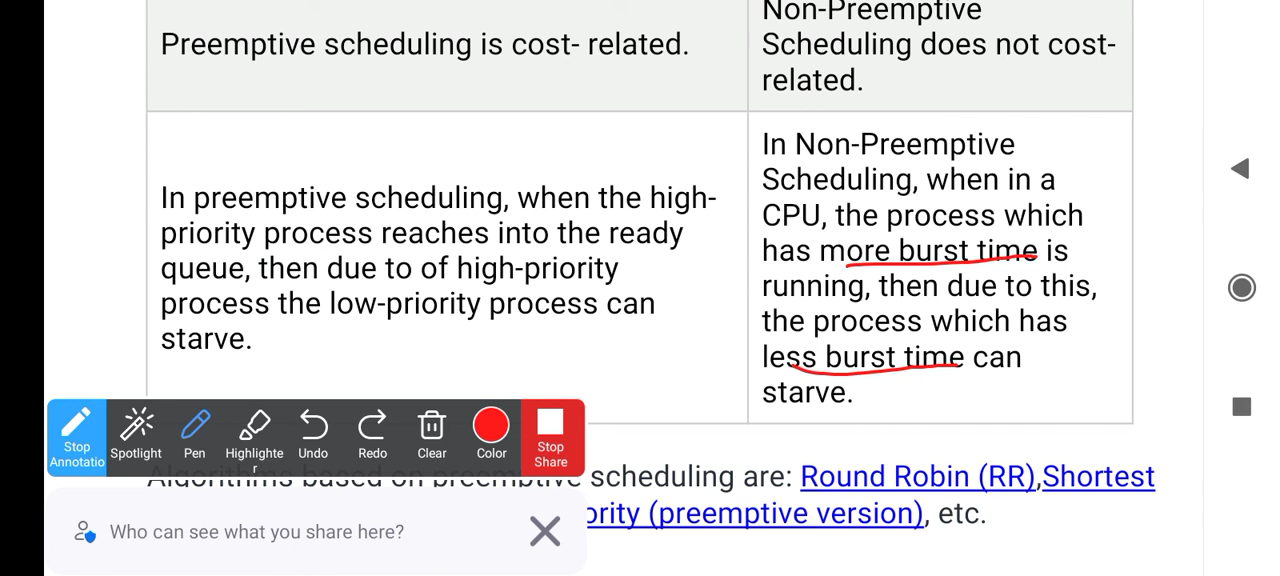 Preemptive scheduling is cost- related.
Non-Preemptive
Scheduling does not cost-
related.
In preemptive scheduling, when the high-
priority process reaches into the ready
queue, then due to of high-priority
process the low-priority process can
starve.
In Non-Preemptive
Scheduling, when in a
CPU, the process which
has more burst time is
running, then due to this,
the process which has
less burst time can
starve.
Stop
Annotatio
Spotlight
Pen
Highlighte
r
Undo
Redo
Clear
Color
Stop
Share
Algorithms based on preemptive scheduling are: Round Robin (RR),Shortest
Who can see what you share here?
ority (preemptive version), etc.